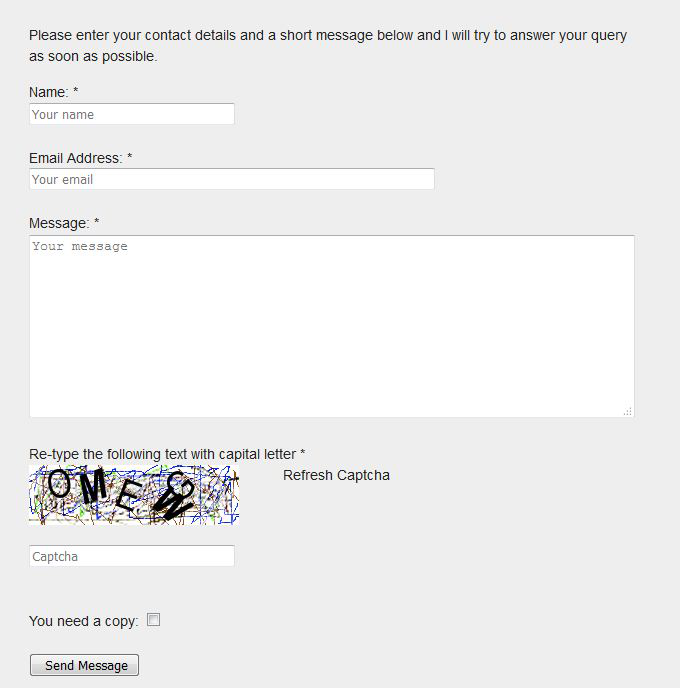 Please enter your contact details and a short message below and I will try to answer your query
as soon as possible.
Name: *
Your name
Email Address: *
Your email
Message: *
Your message
Re-type the following text with capital letter *
Refresh Captcha
Captcha
You need a copy:
Send Message